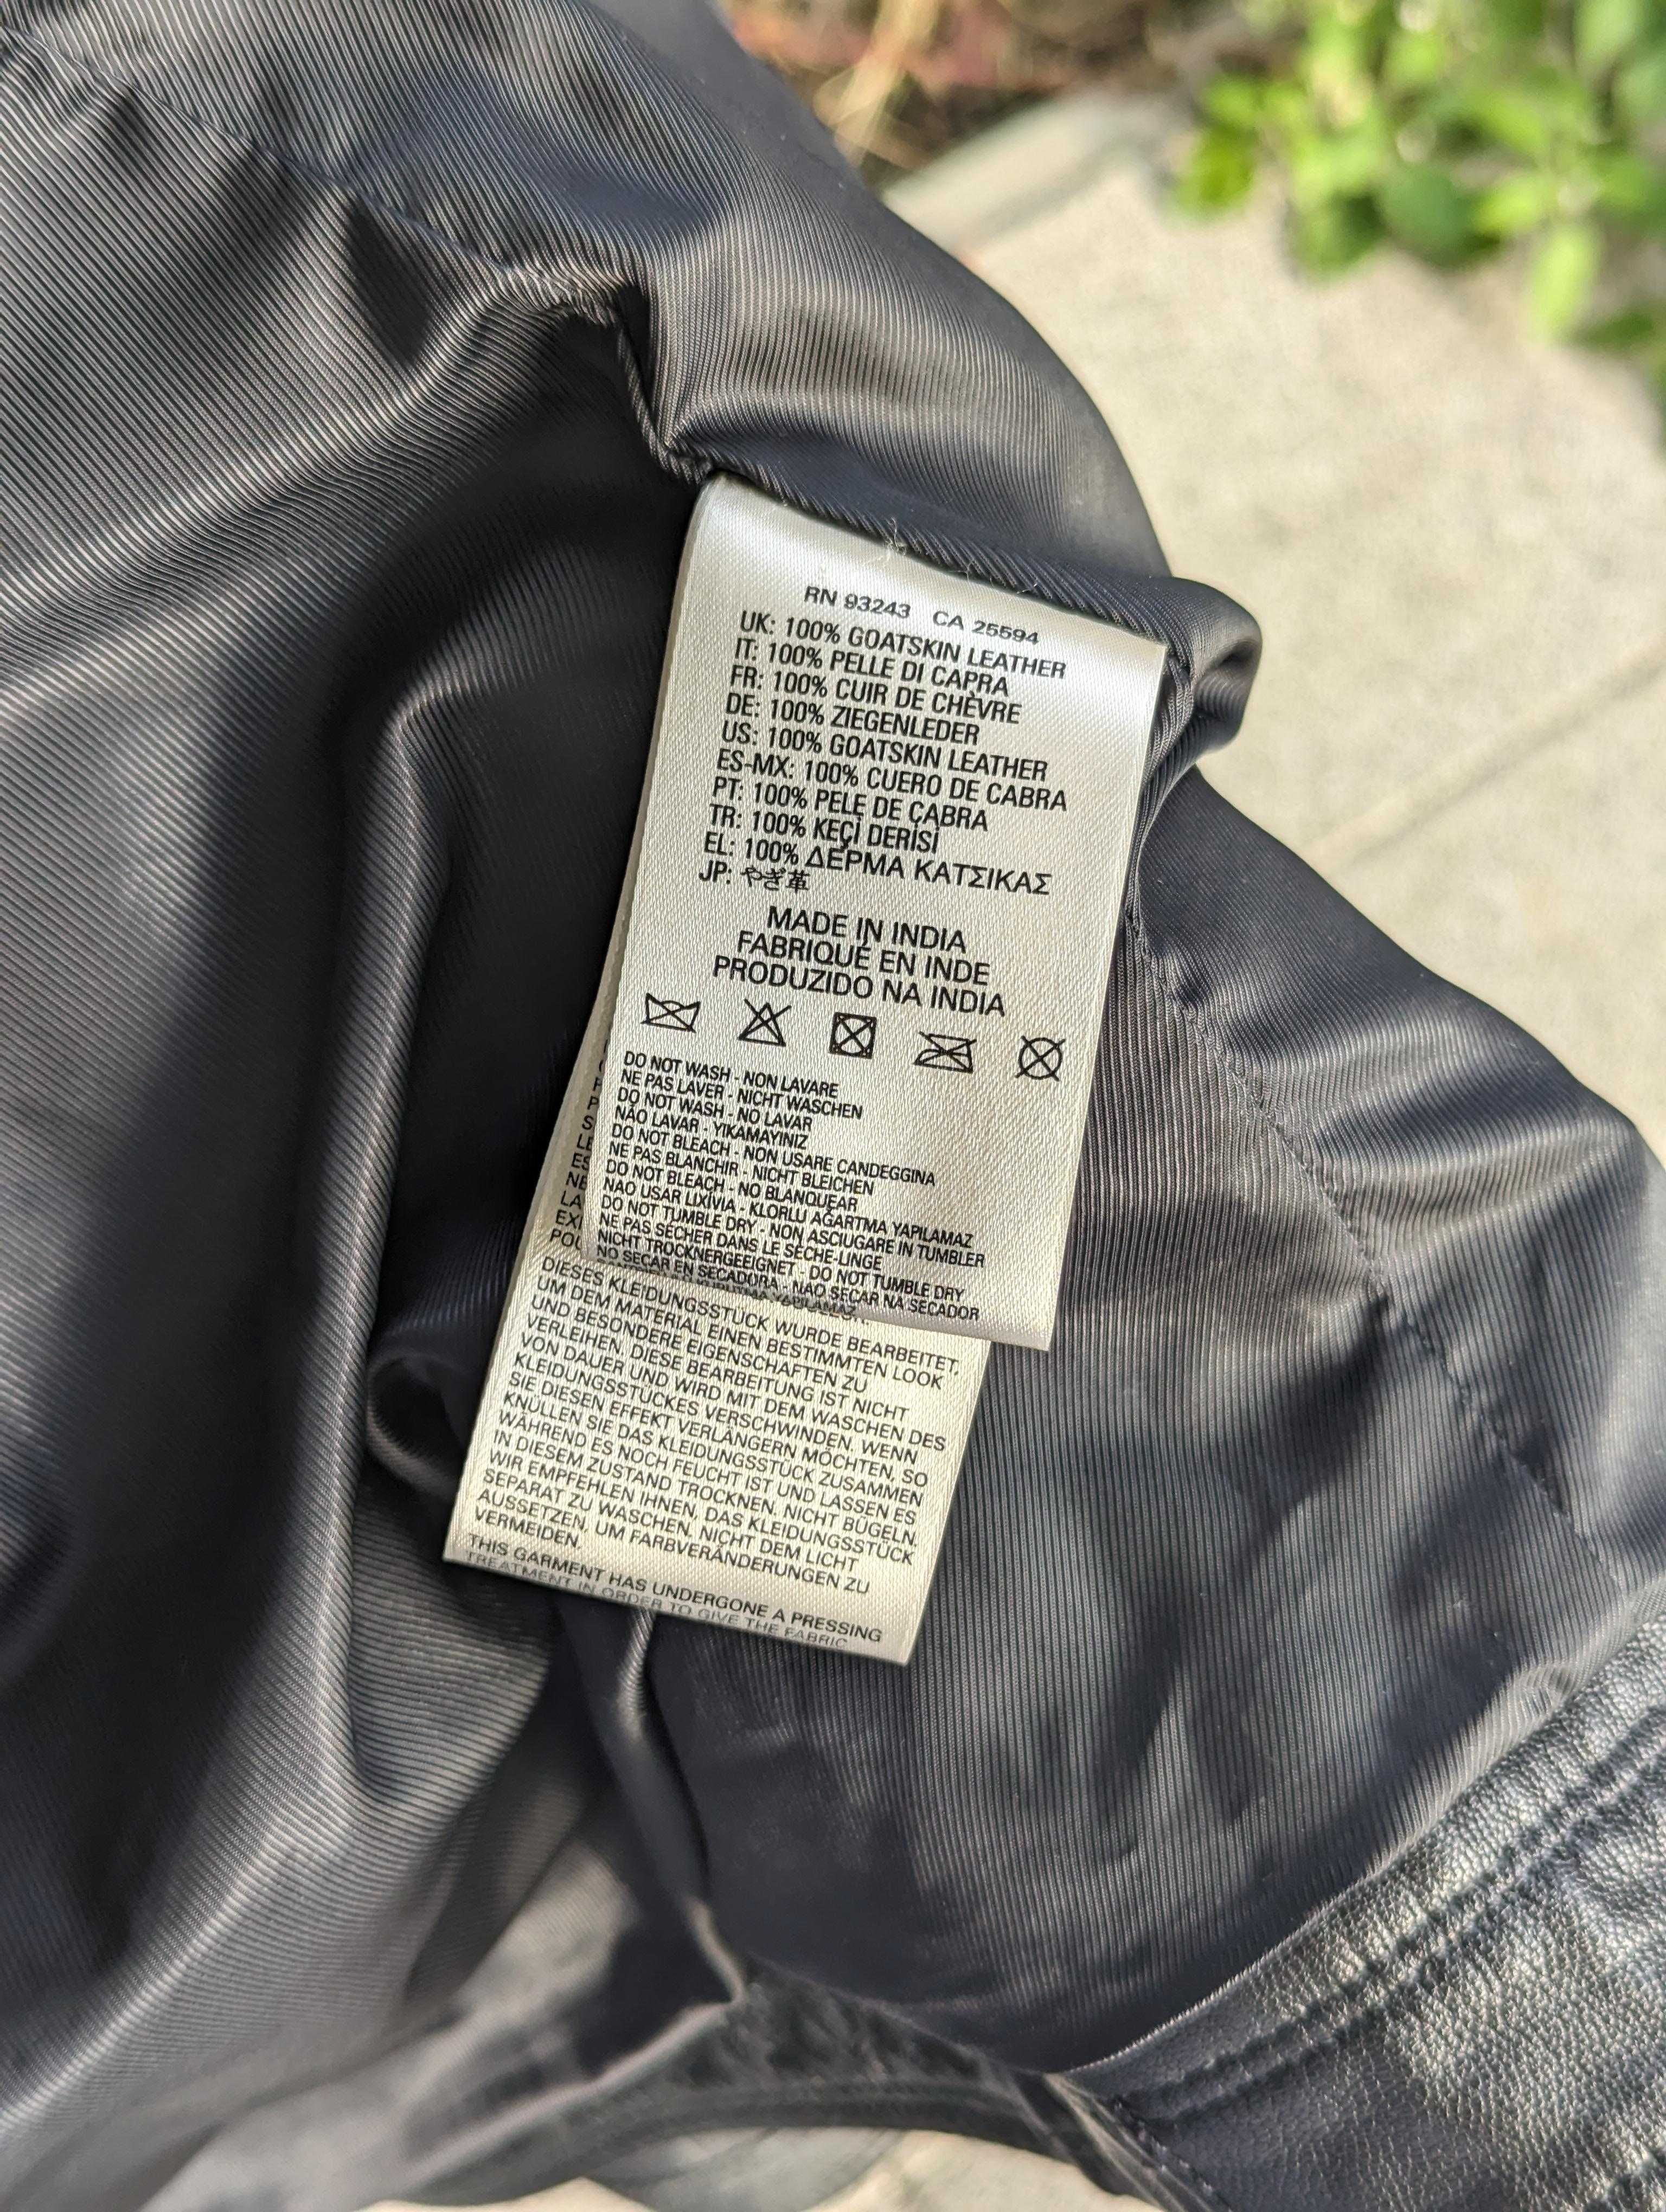 RN 93243 CA 25594
UK: 100% GOATSKIN LEATHER
IT: 100% PELLE DI CAPRA
FR: 100% CUIR DE CHÈVRE
DE: 100% ZIEGENLEDER
US: 100% GOATSKIN LEATHER
ES-MX: 100% CUERO DE CABRA
PT: 100% PELE DE CABRA
TR: 100% KEÇİ DERİSİ
EL: 100% ΔΕΡΜΑ ΚΑΤΣΙΚΑΣ
JP: やぎ革
MADE IN INDIA
FABRIQUÉ EN INDE
PRODUZIDO NA INDIA
DO NOT WASH - NON LAVARE
NE PAS LAVER - NICHT WASCHEN
DO NOT WASH - NO LAVAR
NÃO LAVAR - YIKAMAYINIZ
DO NOT BLEACH - NON USARE CANDEGGINA
NE PAS BLANCHIR - NICHT BLEICHEN
DO NOT BLEACH - NO BLANQUEAR
NAO USAR LIXÍVIA - KLORLU AĞARTMA YAPILAMAZ
DO NOT TUMBLE DRY - NON ASCIUGARE IN TUMBLER
NE PAS SÉCHER DANS LE SÈCHE-LINGE
NICHT TROCKNERGEEIGNET - DO NOT TUMBLE DRY
NO SECAR EN SECADORA - NAO SECAR NA SECADOR
DIESES KLEIDUNGSSTÜCK WURDE BEARBEITET,
UM DEM MATERIAL EINEN BESTIMMTEN LOOK
UND BESONDERE EIGENSCHAFTEN ZU
VERLEIHEN. DIESE BEARBEITUNG IST NICHT
VON DAUER UND WIRD MIT DEM WASCHEN DES
KLEIDUNGSSTÜCKES VERSCHWINDEN. WENN
SIE DIESEN EFFEKT VERLÄNGERN MÖCHTEN, SO
KNÜLLEN SIE DAS KLEIDUNGSSTÜCK ZUSAMMEN
WÄHREND ES NOCH FEUCHT IST UND LASSEN ES
IN DIESEM ZUSTAND TROCKNEN. NICHT BÜGELN.
WIR EMPFEHLEN IHNEN, DAS KLEIDUNGSSTÜCK
SEPARAT ZU WASCHEN, NICHT DEM LICHT
AUSSETZEN, UM FARBVERÄNDERUNGEN ZU
VERMEIDEN.
THIS GARMENT HAS UNDERGONE A PRESSING
TREATMENT IN ORDER TO GIVE THE FABRIC